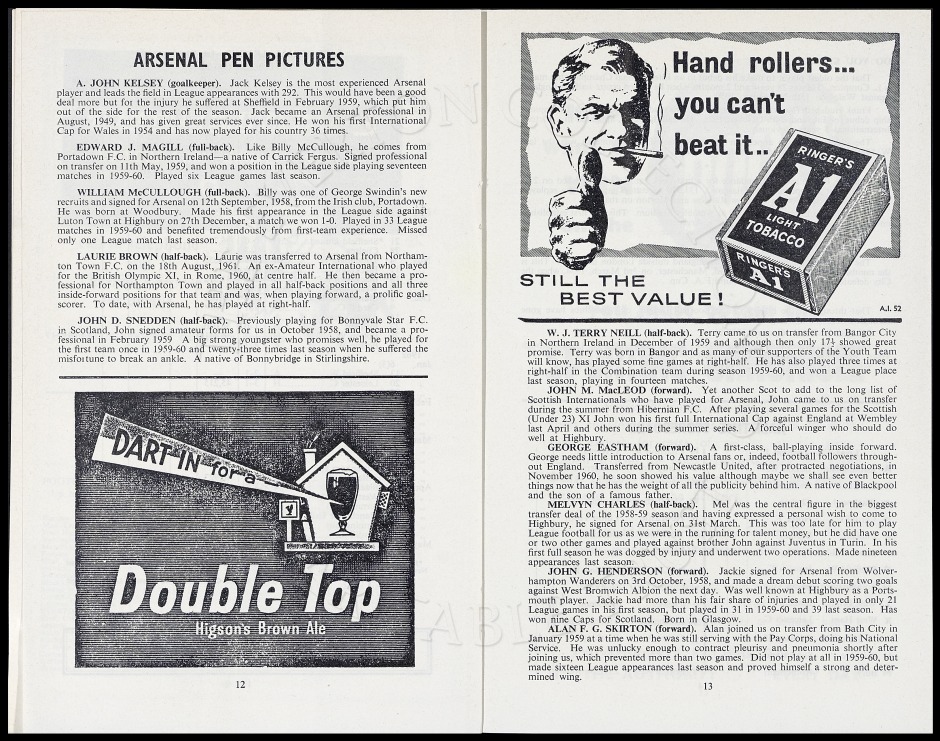 ARSENAL PEN PICTURES
A. JOHN KELSEY (goalkeeper). Jack Kelsey is the most experienced Arsenal
player and leads the field in League appearances with 292. This would have been a good
deal more but for the injury he suffered at Sheffield in February 1959, which put him
out of the side for the rest of the season. Jack became an Arsenal professional in
August, 1949, and has given great services ever since. He won his first International
Cap for Wales in 1954 and has now played for his country 36 times.
EDWARD J. MAGILL (full-back). Like Billy McCullough, he comes from
Portadown F.C. in Northern Ireland—a native of Carrick Fergus. Signed professional
on transfer on 11th May, 1959, and won a position in the League side playing seventeen
matches in 1959-60. Played six League games last season.
WILLIAM McCULLOUGH (full-back). Billy was one of George Swindin's new
recruits and signed for Arsenal on 12th September, 1958, from the Irish club, Portadown.
He was born at Woodbury. Made his first appearance in the League side against
Luton Town at Highbury on 27th December, a match we won 1-0. Played in 33 League
matches in 1959-60 and benefited tremendously from first-team experience. Missed
only one League match last season.
LAURIE BROWN (half-back). Laurie was transferred to Arsenal from Northam-
ton Town F.C. on the 18th August, 1961. An ex-Amateur International who played
for the British Olympic XI, in Rome, 1960, at centre half. He then became a pro-
fessional for Northampton Town and played in all half-back positions and all three
inside-forward positions for that team and was, when playing forward, a prolific goal-
scorer. To date, with Arsenal, he has played at right-half.
JOHN D. SNEDDEN (half-back). Previously playing for Bonnyvale Star F.C.
in Scotland, John signed amateur forms for us in October 1958, and became a pro-
fessional in February 1959 A big strong youngster who promises well, he played for
the first team once in 1959-60 and twenty-three times last season when he suffered the
misfortune to break an ankle. A native of Bonnybridge in Stirlingshire.
DART IN for a
Double Top
Higson's Brown Ale
12
Hand rollers...
you can't
beat it..
RINGER'S
A1
LIGHT
TOBACCO
RINGER'S
A1
STILL THE
BEST VALUE!
A.I. 52
W. J. TERRY NEILL (half-back). Terry came to us on transfer from Bangor City
in Northern Ireland in December of 1959 and although then only 17½ showed great
promise. Terry was born in Bangor and as many of our supporters of the Youth Team
will know, has played some fine games at right-half. He has also played three times at
right-half in the Combination team during season 1959-60, and won a League place
last season, playing in fourteen matches.
JOHN M. MacLEOD (forward). Yet another Scot to add to the long list of
Scottish Internationals who have played for Arsenal, John came to us on transfer
during the summer from Hibernian F.C. After playing several games for the Scottish
(Under 23) XI John won his first full International Cap against England at Wembley
last April and others during the summer series. A forceful winger who should do
well at Highbury.
GEORGE EASTHAM (forward). A first-class, ball-playing inside forward.
George needs little introduction to Arsenal fans or, indeed, football followers through-
out England. Transferred from Newcastle United, after protracted negotiations, in
November 1960, he soon showed his value although maybe we shall see even better
things now that he has the weight of all the publicity behind him. A native of Blackpool
and the son of a famous father.
MELVYN CHARLES (half-back). Mel was the central figure in the biggest
transfer deal of the 1958-59 season and having expressed a personal wish to come to
Highbury, he signed for Arsenal on 31st March. This was too late for him to play
League football for us as we were in the running for talent money, but he did have one
or two other games and played against brother John against Juventus in Turin. In his
first full season he was dogged by injury and underwent two operations. Made nineteen
appearances last season.
JOHN G. HENDERSON (forward). Jackie signed for Arsenal from Wolver-
hampton Wanderers on 3rd October, 1958, and made a dream debut scoring two goals
against West Bromwich Albion the next day. Was well known at Highbury as a Ports-
mouth player. Jackie had more than his fair share of injuries and played in only 21
League games in his first season, but played in 31 in 1959-60 and 39 last season. Has
won nine Caps for Scotland. Born in Glasgow.
ALAN F. G. SKIRTON (forward). Alan joined us on transfer from Bath City in
January 1959 at a time when he was still serving with the Pay Corps, doing his National
Service. He was unlucky enough to contract pleurisy and pneumonia shortly after
joining us, which prevented more than two games. Did not play at all in 1959-60, but
made sixteen League appearances last season and proved himself a strong and deter-
mined wing.
13